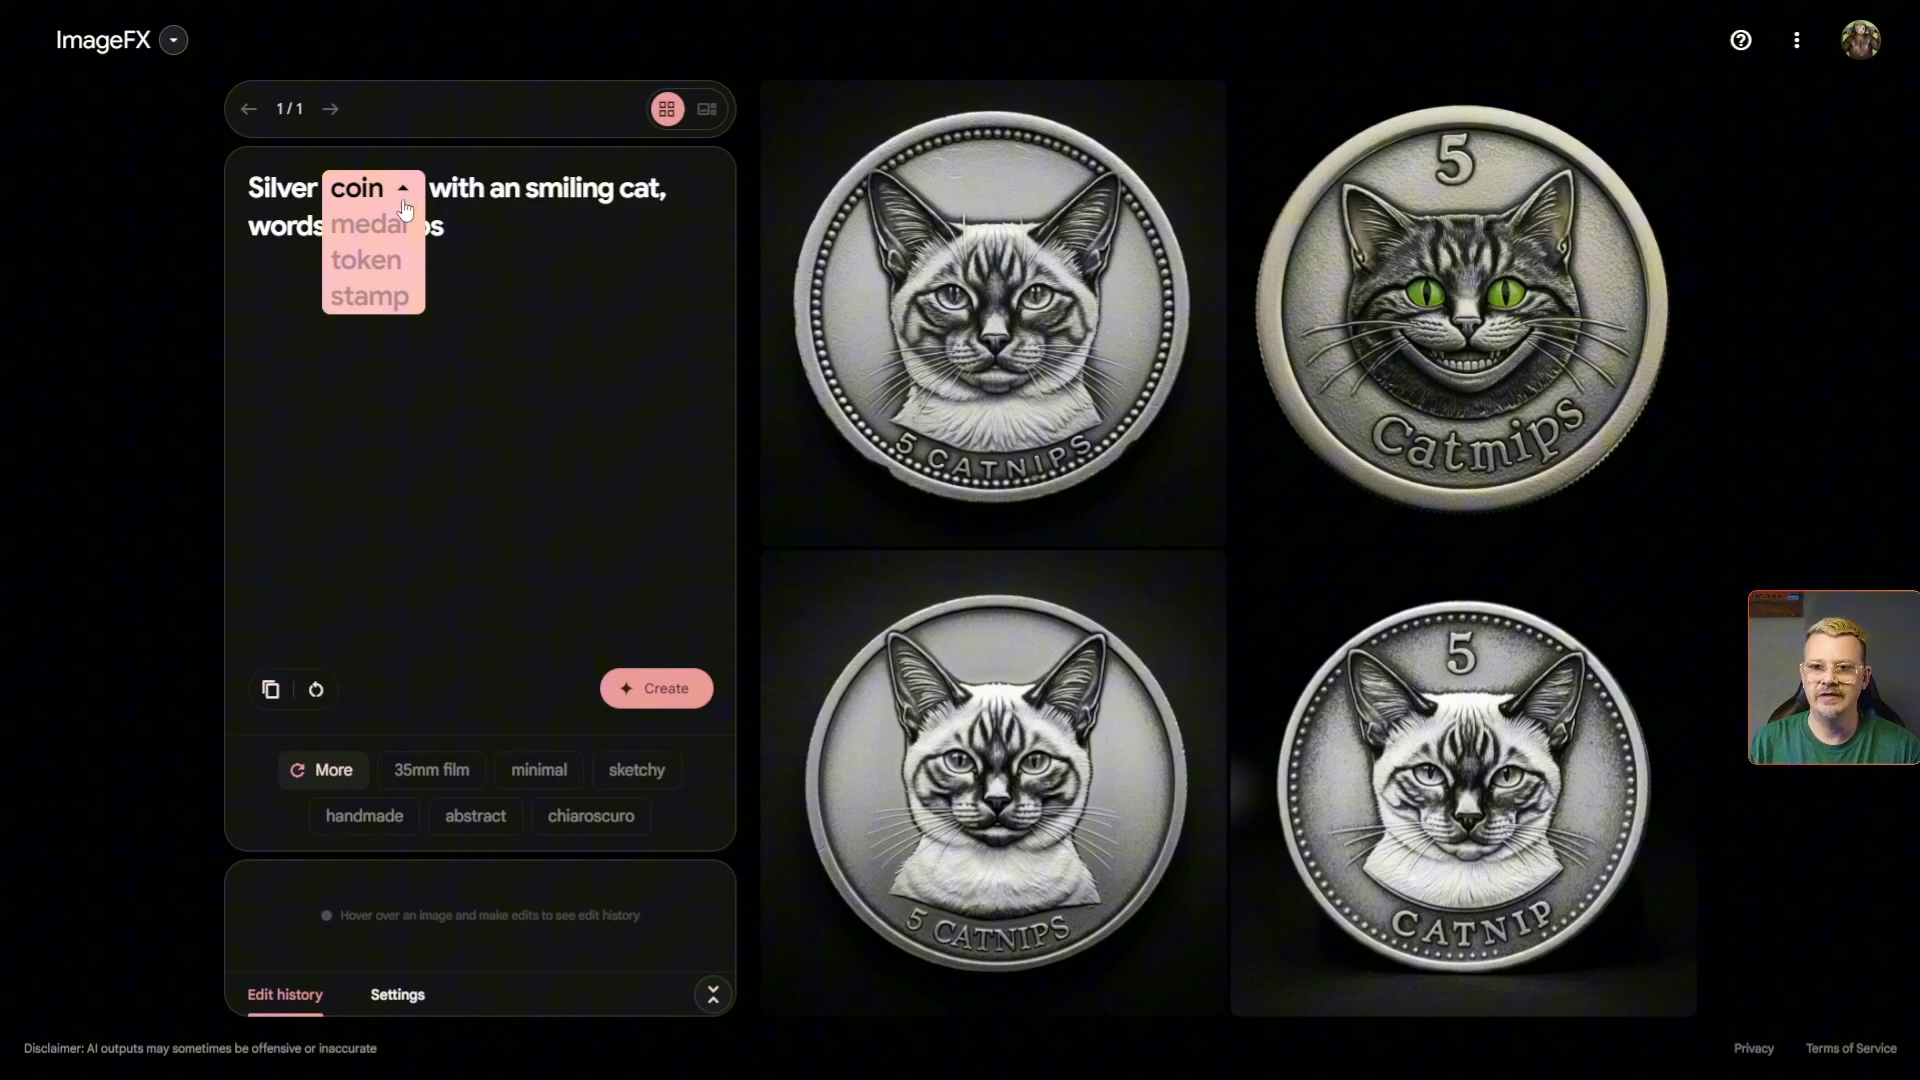 ImageFX
1 / 1
Silver coin with an smiling cat,
words
medal
token
stamp
Create
More
35mm film
minimal
sketchy
handmade
abstract
chiaroscuro
Hover over an image and make edits to see edit history
Edit history
Settings
5 CATNIPS
5
Catmips
5 CATNIPS
5
CATNIP
Disclaimer: AI outputs may sometimes be offensive or inaccurate
Privacy
Terms of Service